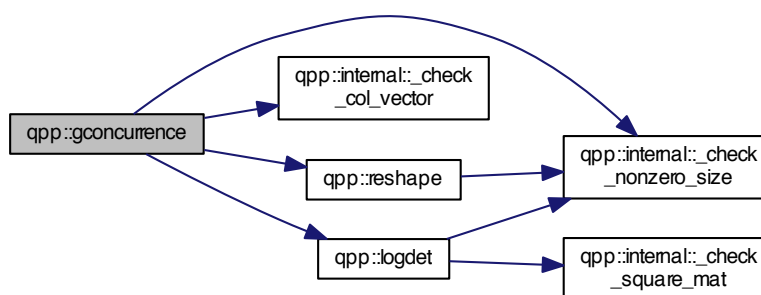 qpp::gconcurrence
qpp::internal::_check
_col_vector
qpp::reshape
qpp::logdet
qpp::internal::_check
_nonzero_size
qpp::internal::_check
_square_mat